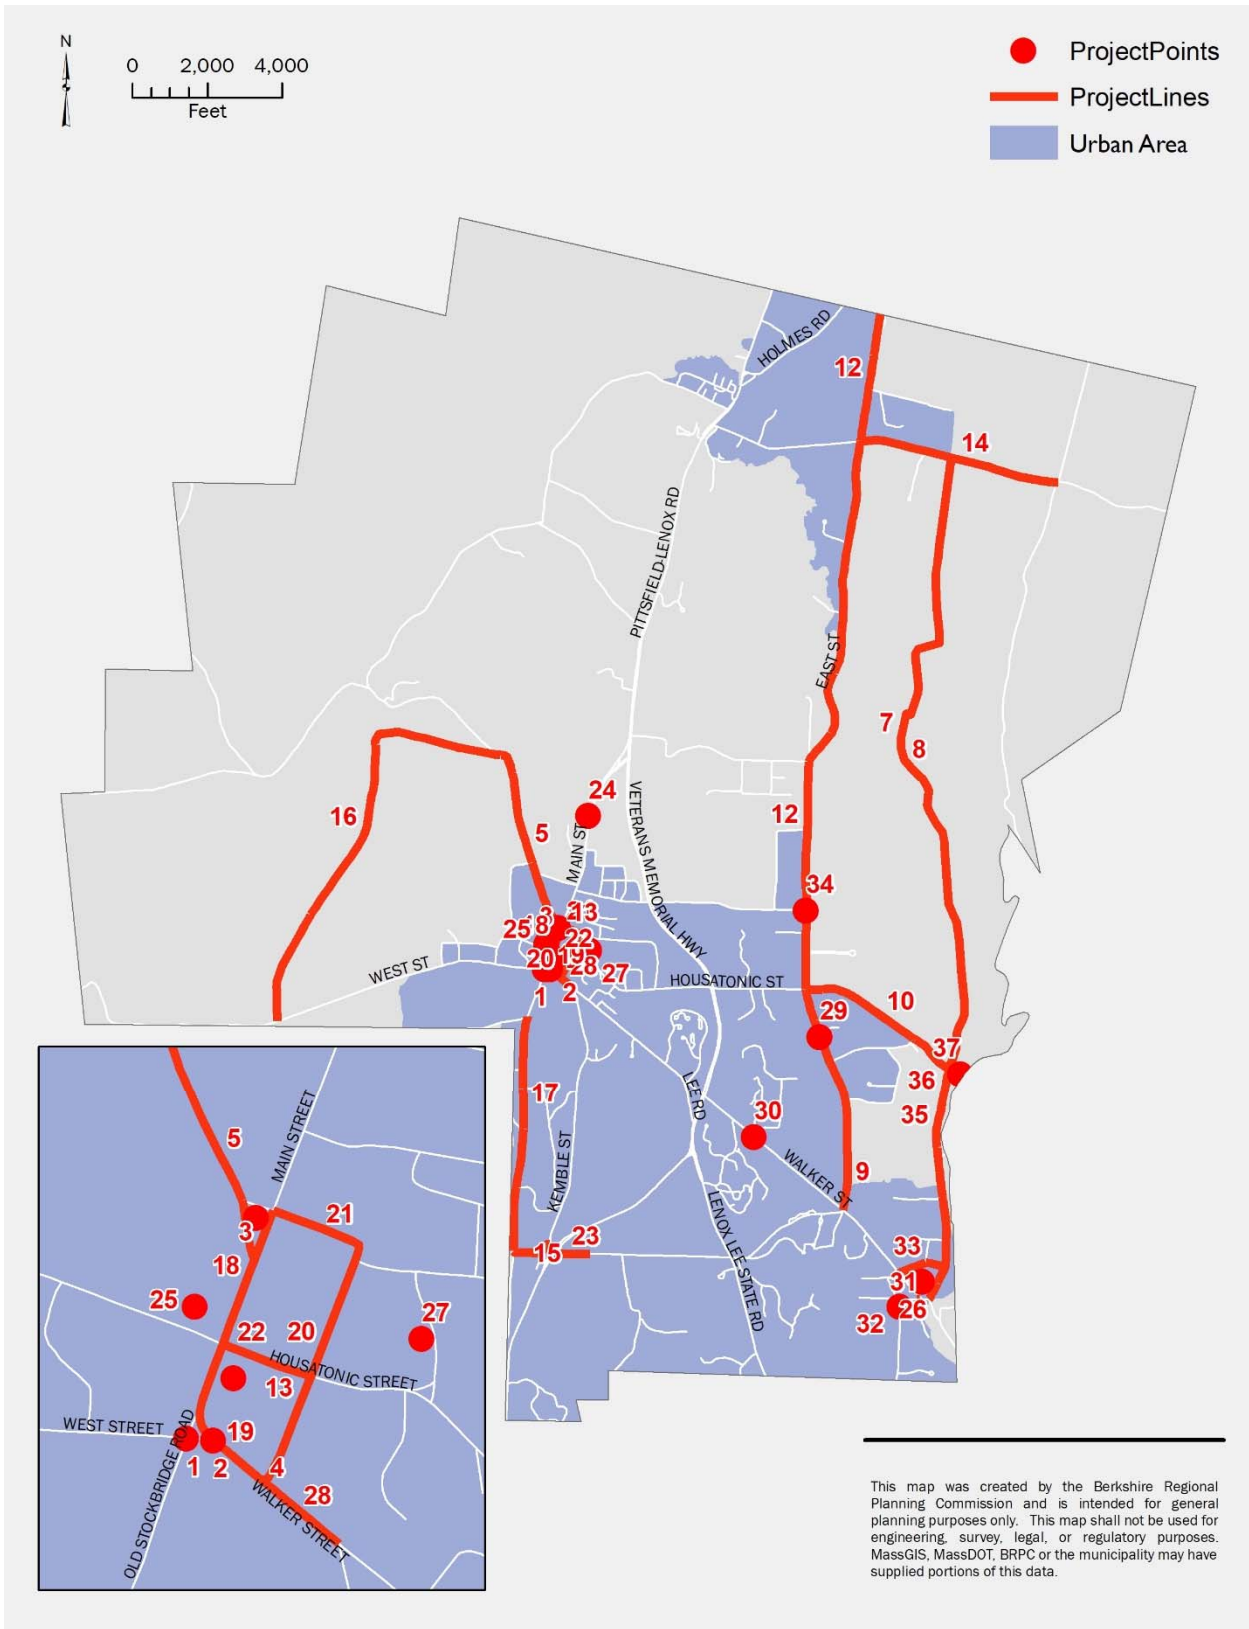 N
0 2,000 4,000
Feet
ProjectPoints
ProjectLines
Urban Area
HOLMES RD
12
14
PITTSFIELD-LENOX RD
EAST ST
7
8
16
24
5
MAIN ST
VETERANS MEMORIAL HWY
12
34
3
13
25
18
22
20
19
28
27
WEST ST
1
2
HOUSATONIC ST
10
29
37
36
35
17
LEE RD
30
KEMBLE ST
WALKER ST
9
LENOX LEE STATE RD
23
15
33
31
26
32
5
MAIN STREET
21
3
18
25
27
22
20
HOUSATONIC STREET
13
WEST STREET
19
1
2
4
28
OLD STOCKBRIDGE ROAD
WALKER STREET
This map was created by the Berkshire Regional
Planning Commission and is intended for general
planning purposes only. This map shall not be used for
engineering, survey, legal, or regulatory purposes.
MassGIS, MassDOT, BRPC or the municipality may have
supplied portions of this data.